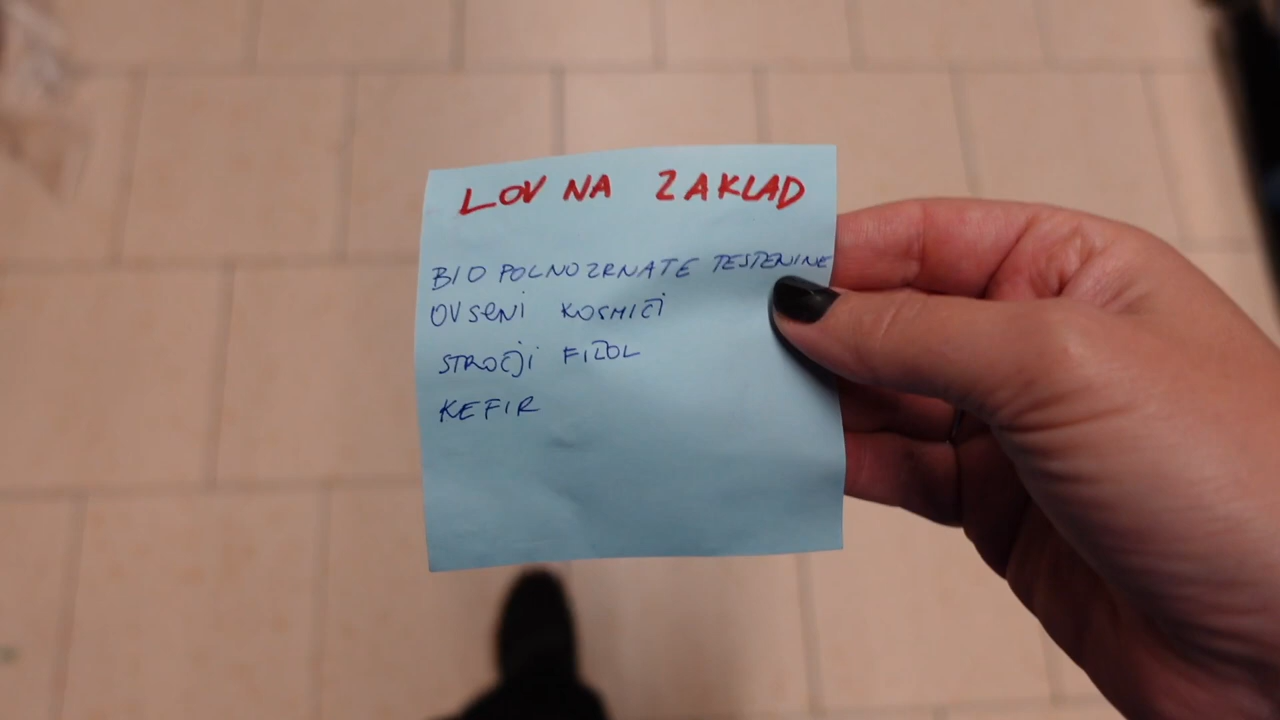 LOV NA ZAKLAD
BIO POLNOZRNATE TESTENINE
OVSENI KOSMIČI
STROČJI FIŽOL
KEFIR